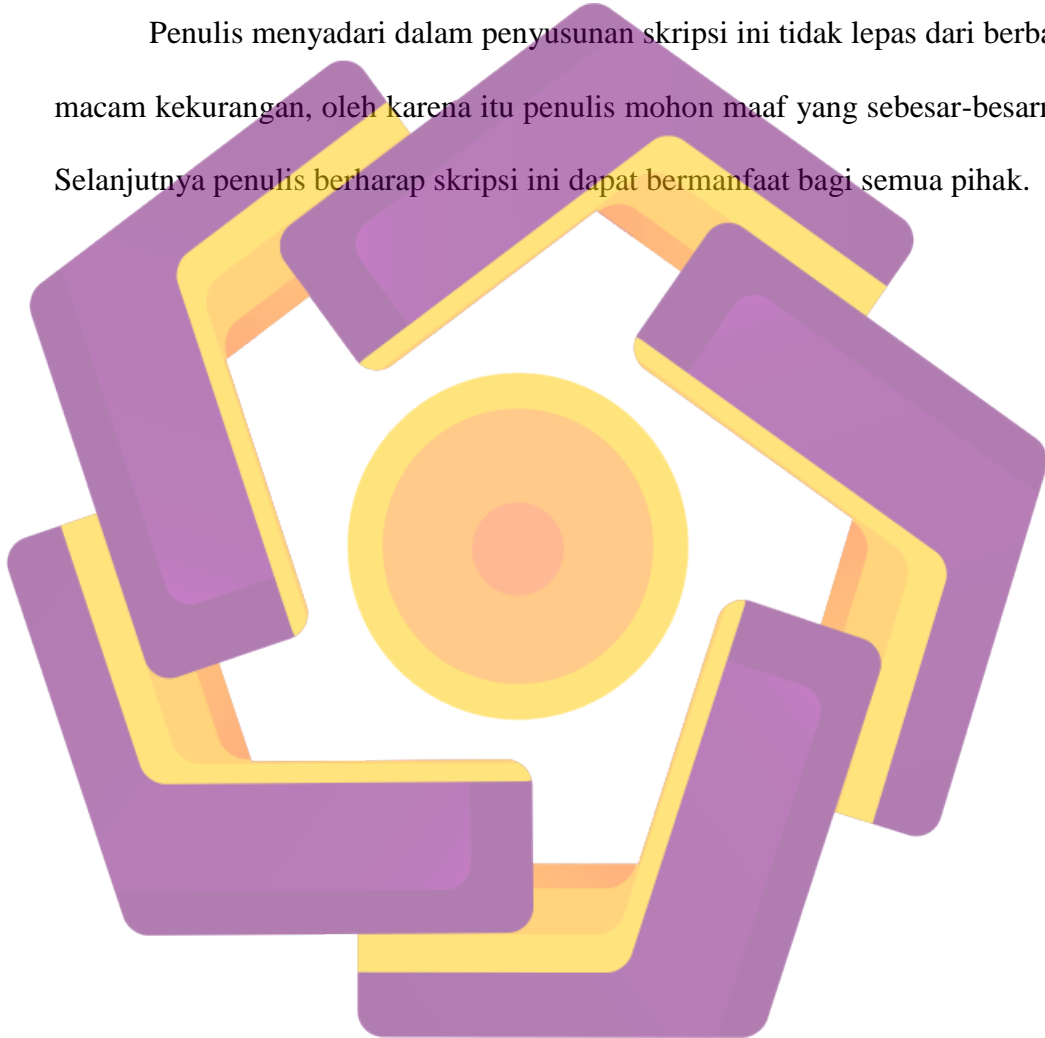 Penulis menyadari dalam penyusunan skripsi ini tidak lepas dari berba
macam kekurangan, oleh karena itu penulis mohon maaf yang sebesar-besar
Selanjutnya penulis berharap skripsi ini dapat bermanfaat bagi semua pihak.